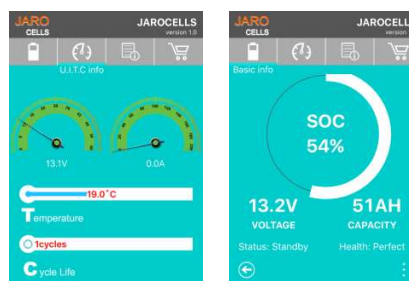 JARO
CELLS
JAROCELLS
version 1.0
U.I.T.C info
13.1V
0.0A
19.0°C
Temperature
1cycles
Cycle Life
JARO
CELLS
JAROCELL
version
Basic info
SOC
54%
13.2V
51AH
VOLTAGE
CAPACITY
Status: Standby
Health: Perfect